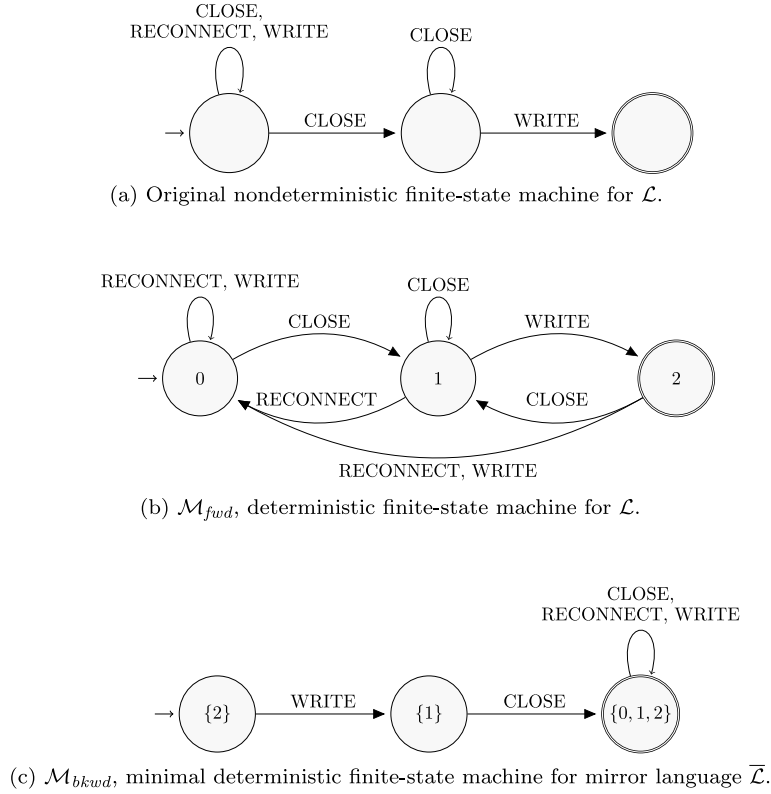 CLOSE,
RECONNECT, WRITE
CLOSE
CLOSE
WRITE
(a) Original nondeterministic finite-state machine for ℒ.
RECONNECT, WRITE
CLOSE
CLOSE
WRITE
0
1
2
RECONNECT
CLOSE
RECONNECT, WRITE
(b) ℳfwd, deterministic finite-state machine for ℒ.
CLOSE,
RECONNECT, WRITE
{2}
WRITE
{1}
CLOSE
{0, 1, 2}
(c) ℳbkwd, minimal deterministic finite-state machine for mirror language ℒ̅.